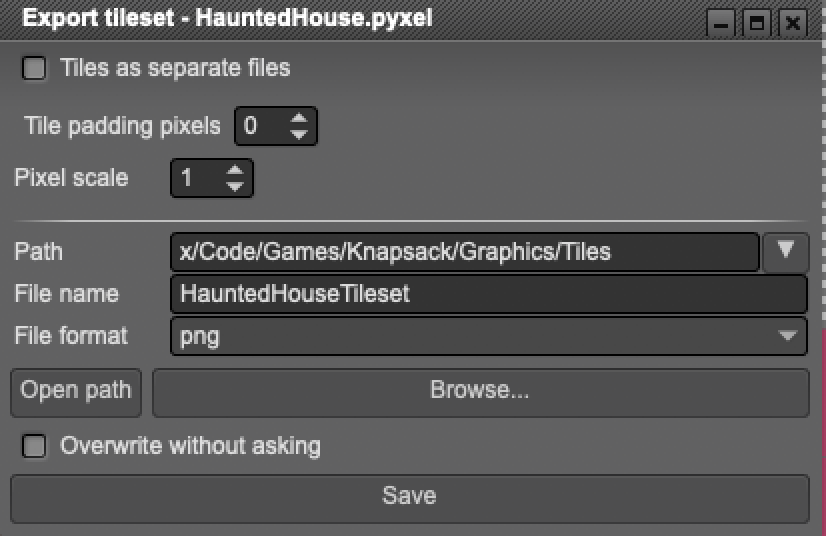 Export tileset - HauntedHouse.pyxel
Tiles as separate files
Tile padding pixels 0
Pixel scale 1
Path x/Code/Games/Knapsack/Graphics/Tiles
File name HauntedHouseTileset
File format png
Open path Browse...
Overwrite without asking
Save